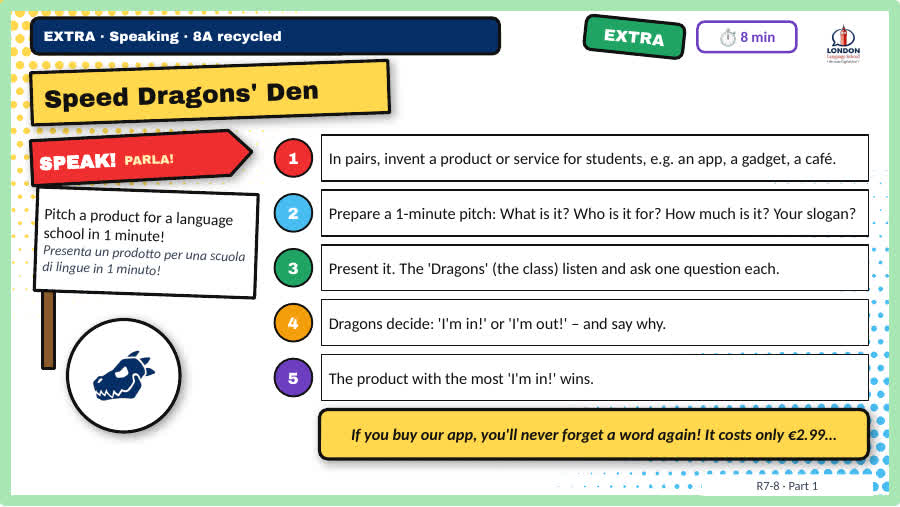 EXTRA · Speaking · 8A recycled
EXTRA
⏱️ 8 min
LONDON
Language School
Speed Dragons' Den
SPEAK! PARLA!
Pitch a product for a language
school in 1 minute!
Presenta un prodotto per una scuola
di lingue in 1 minuto!
1 In pairs, invent a product or service for students, e.g. an app, a gadget, a café.
2 Prepare a 1-minute pitch: What is it? Who is it for? How much is it? Your slogan?
3 Present it. The 'Dragons' (the class) listen and ask one question each.
4 Dragons decide: 'I'm in!' or 'I'm out!' – and say why.
5 The product with the most 'I'm in!' wins.
If you buy our app, you'll never forget a word again! It costs only €2.99...
R7-8 · Part 1